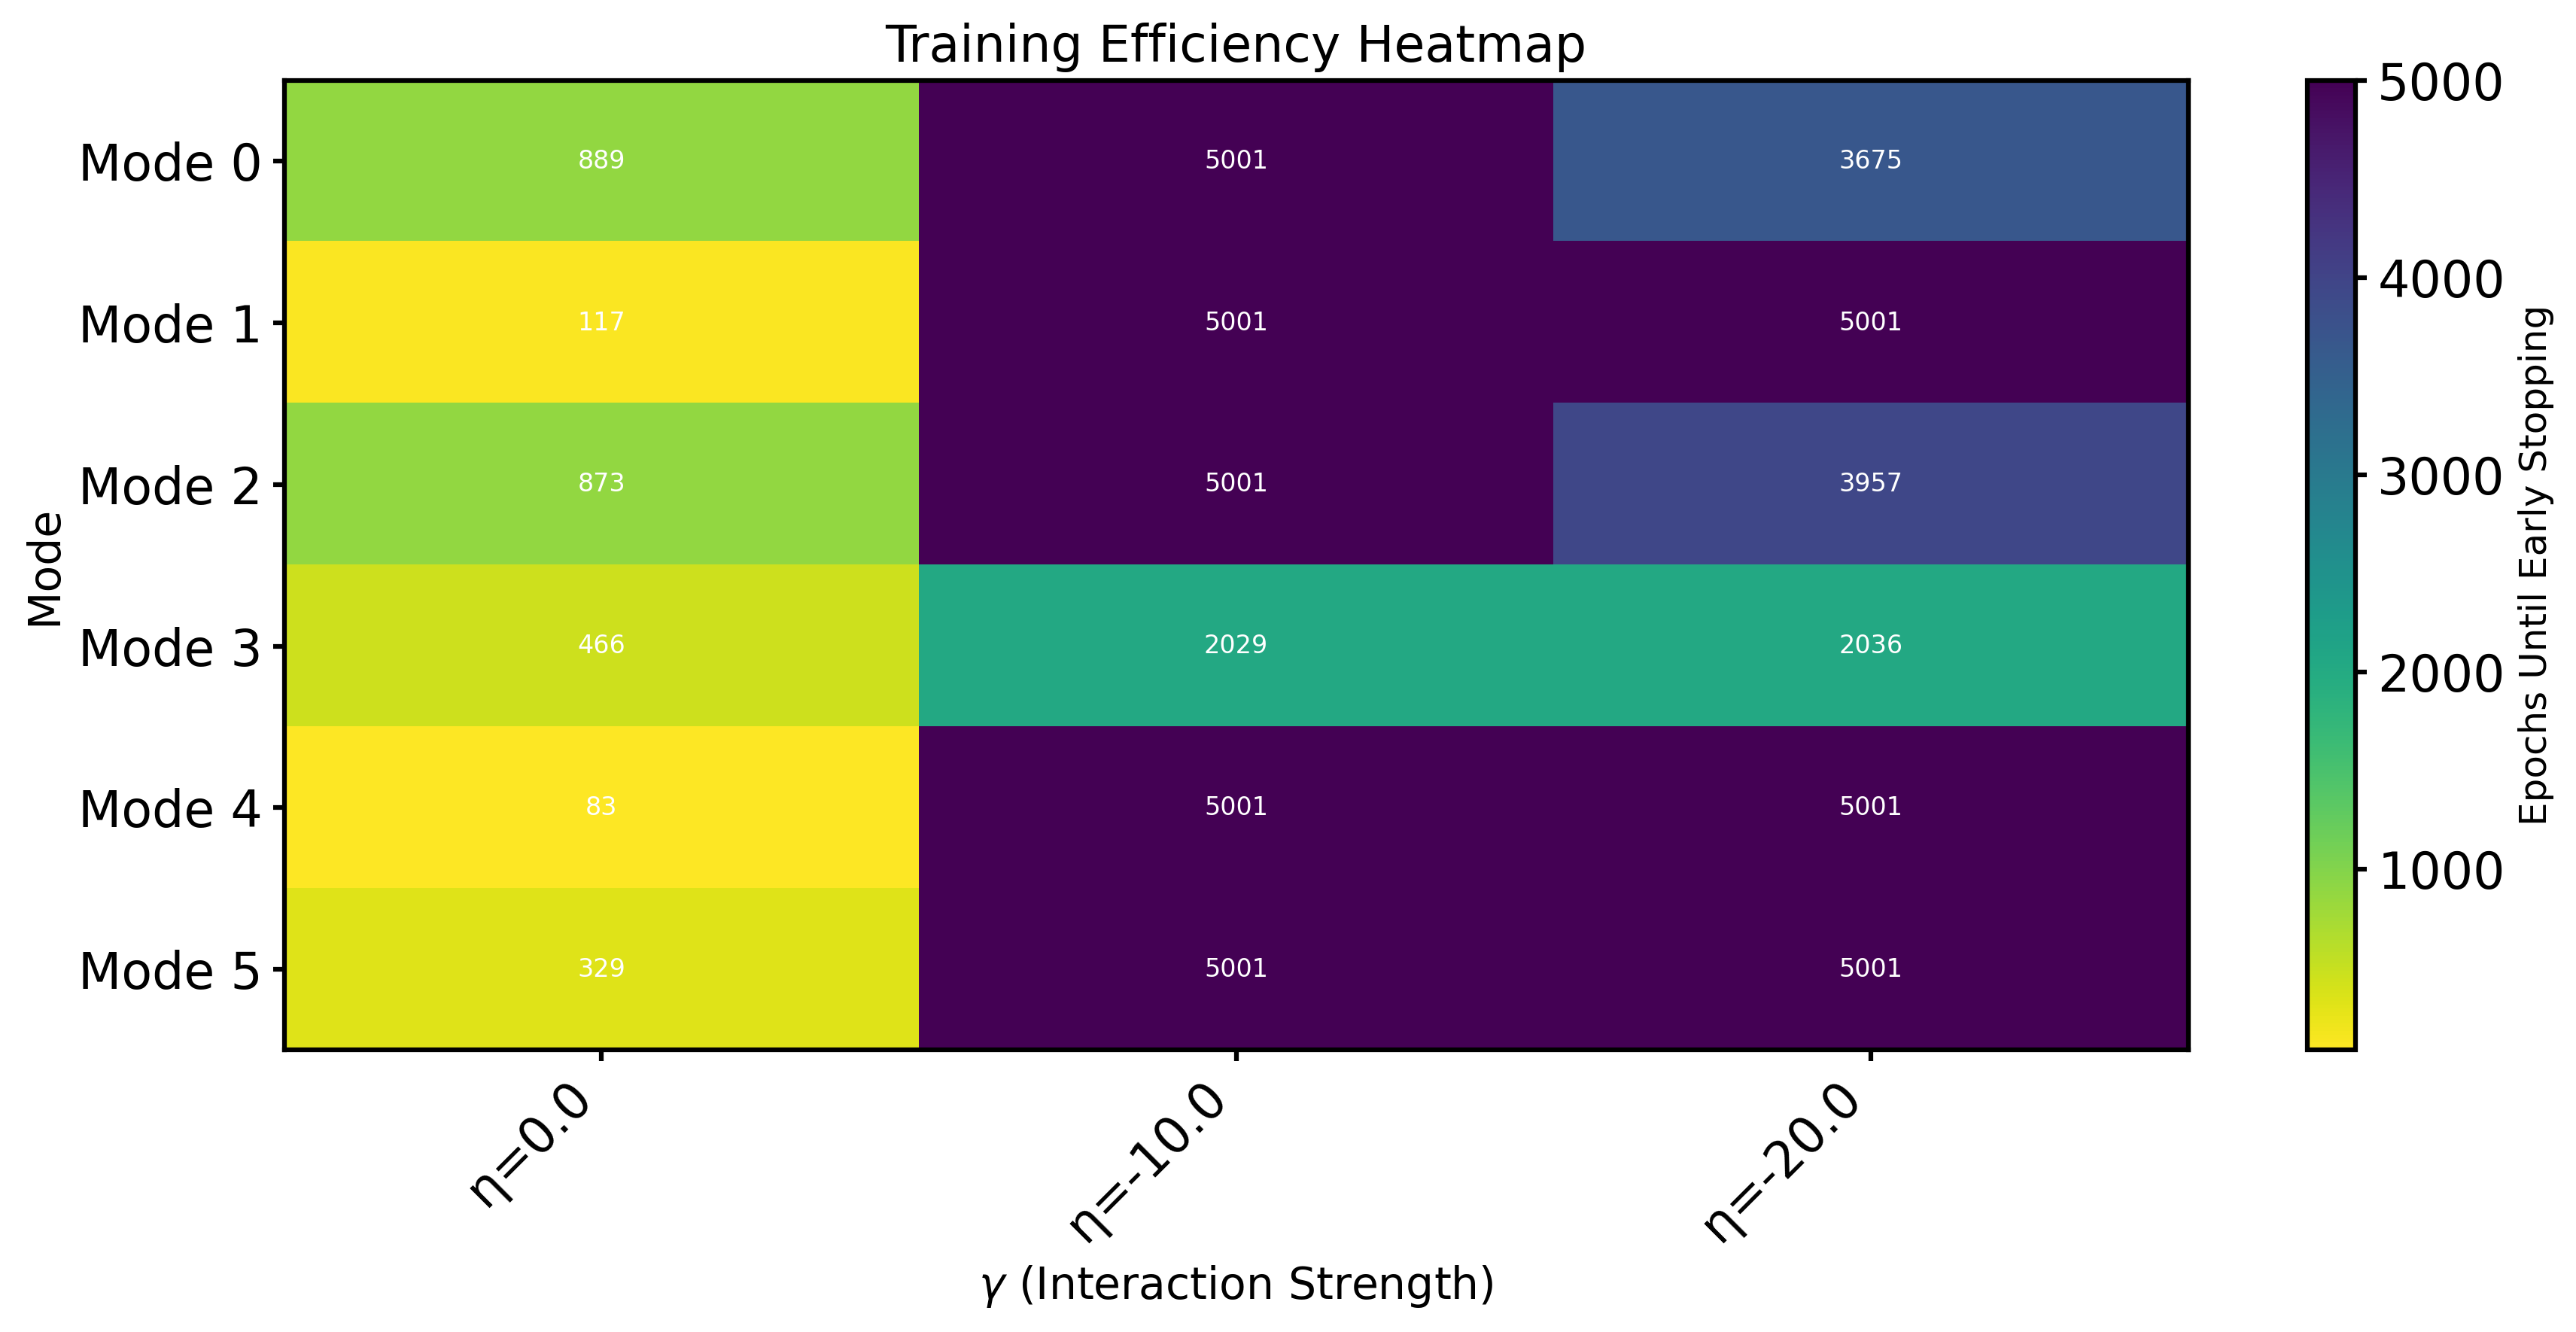 Training Efficiency Heatmap
Mode
Mode 0
889
5001
3675
Mode 1
117
5001
5001
Mode 2
873
5001
3957
Mode 3
466
2029
2036
Mode 4
83
5001
5001
Mode 5
329
5001
5001
η=0.0
η=-10.0
η=-20.0
γ (Interaction Strength)
5000
4000
3000
2000
1000
Epochs Until Early Stopping